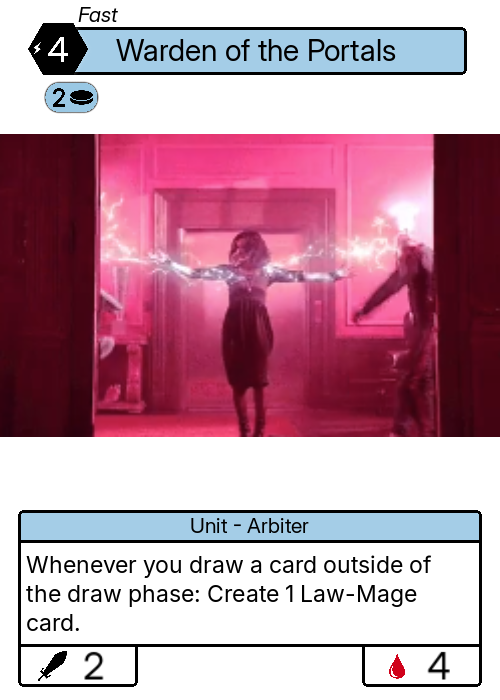 Fast
4 Warden of the Portals
2
Unit - Arbiter
Whenever you draw a card outside of
the draw phase: Create 1 Law-Mage
card.
2 4